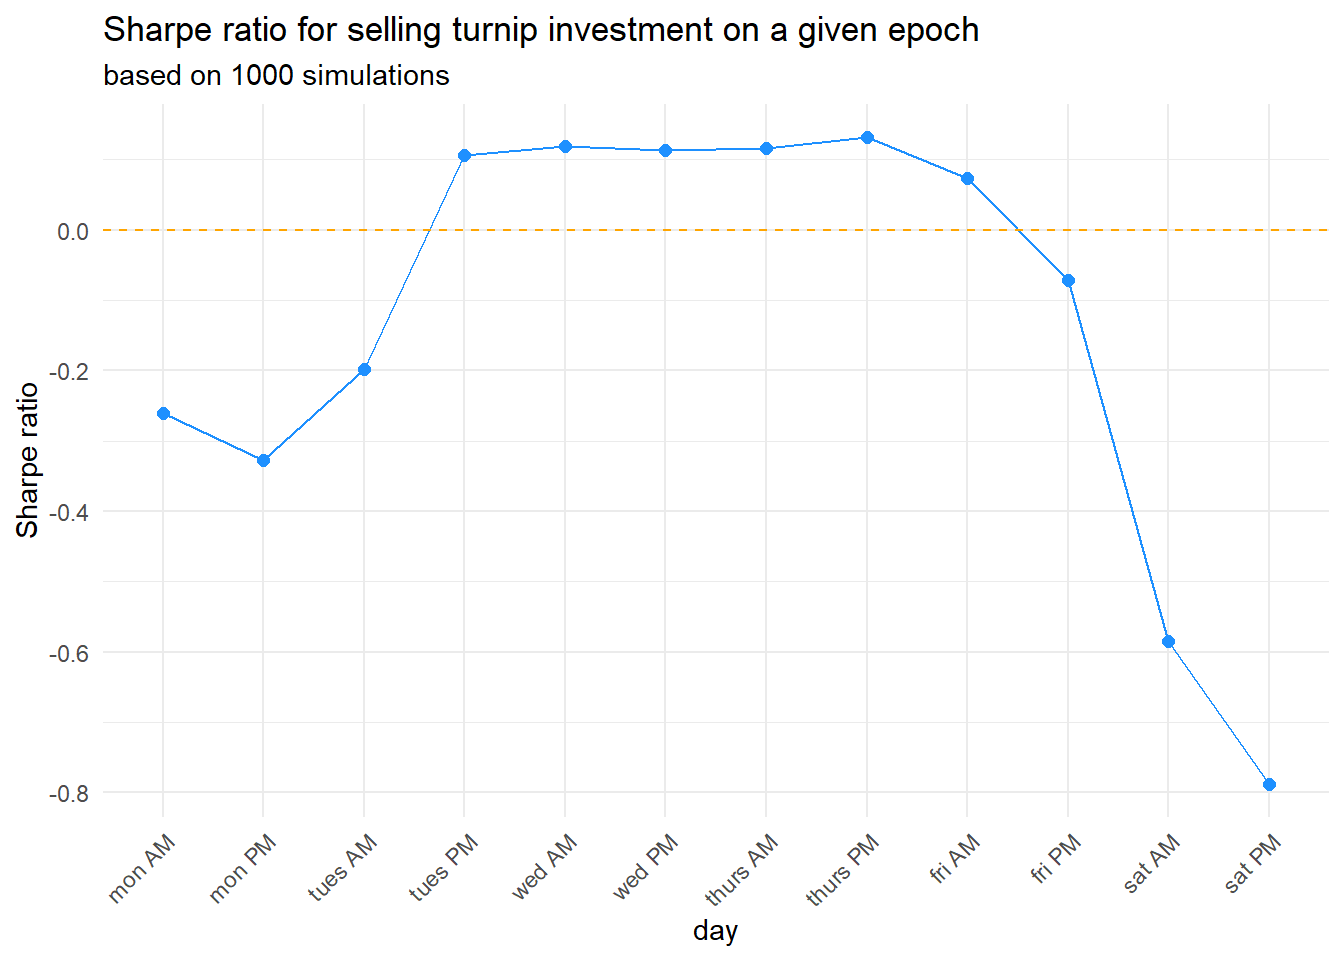 Sharpe ratio for selling turnip investment on a given epoch
based on 1000 simulations
Sharpe ratio
0.0
-0.2
-0.4
-0.6
-0.8
mon AM
mon PM
tues AM
tues PM
wed AM
wed PM
thurs AM
thurs PM
fri AM
fri PM
sat AM
sat PM
day